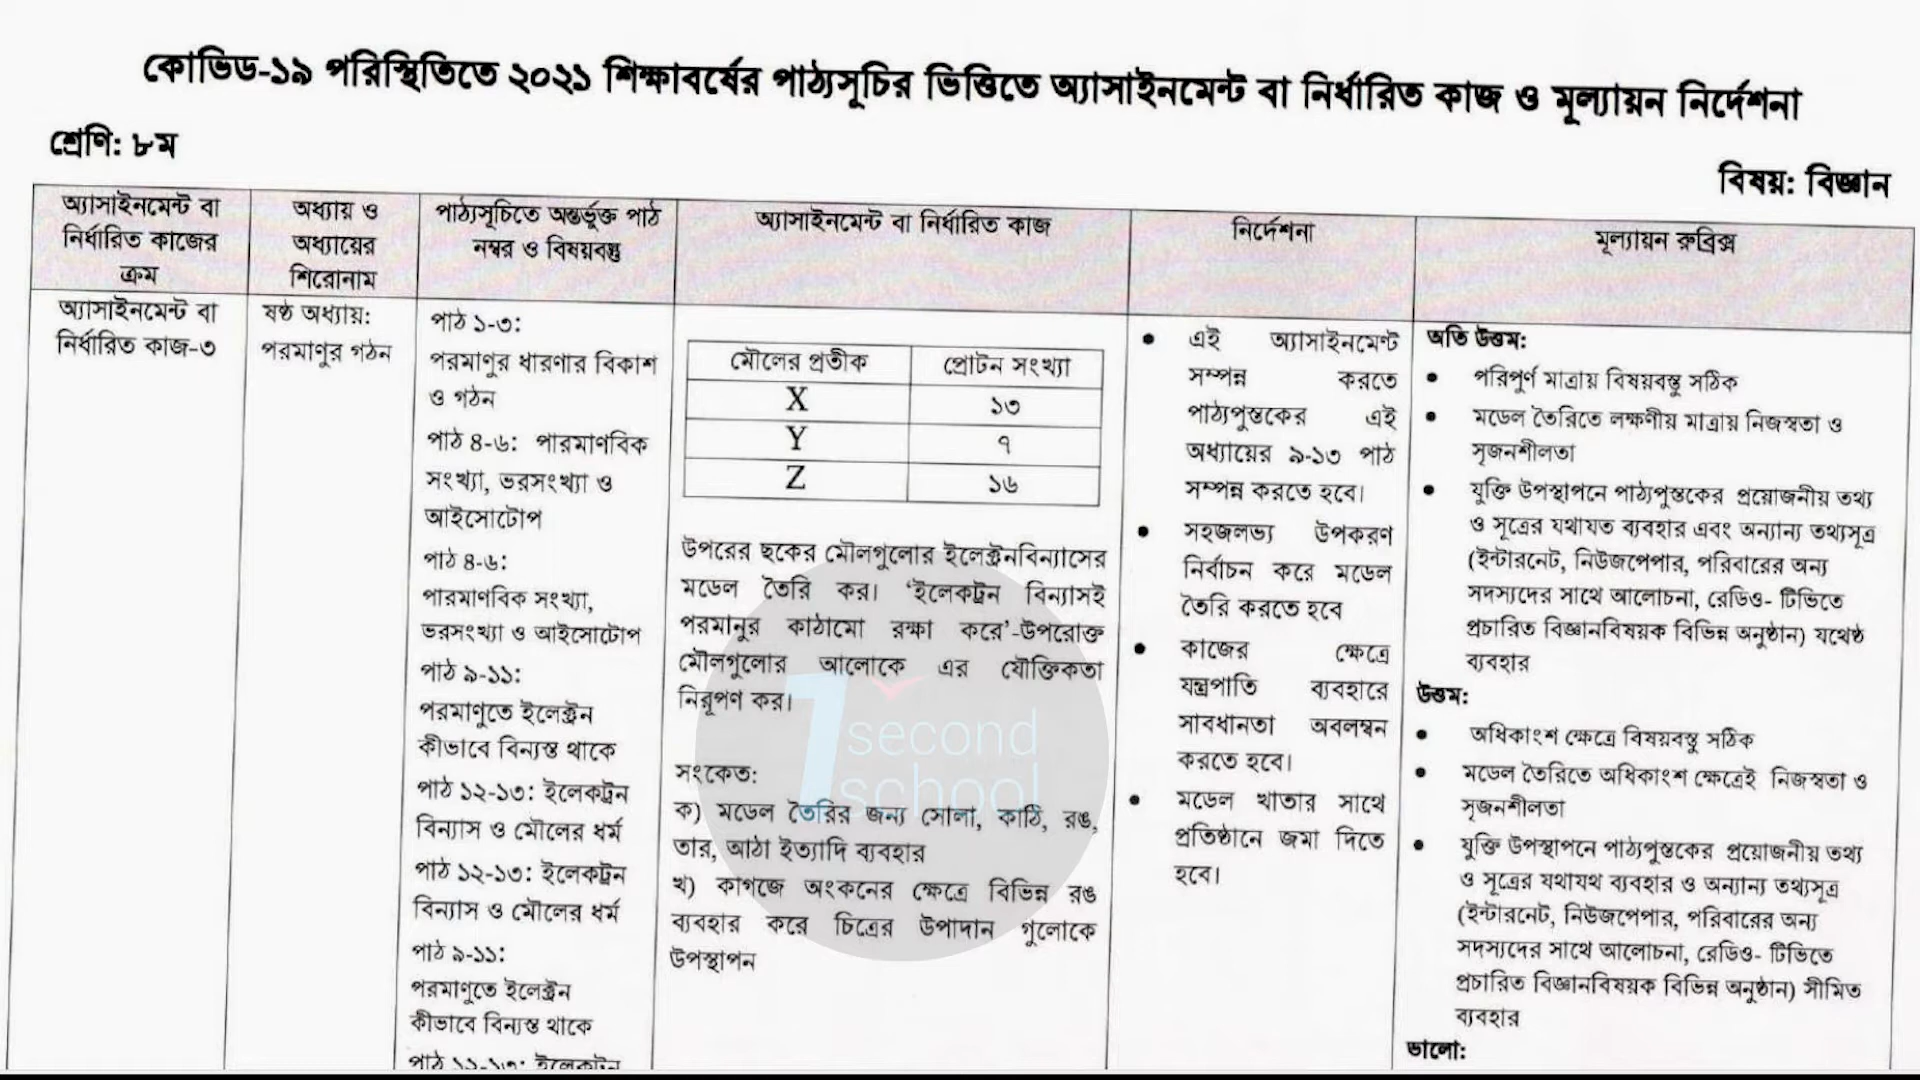 কোভিড-১৯ পরিস্থিতিতে ২০২১ শিক্ষাবর্ষের পাঠ্যসূচির ভিত্তিতে অ্যাসাইনমেন্ট বা নির্ধারিত কাজ ও মূল্যায়ন নির্দেশনা
শ্রেণি: ৮ম
বিষয়: বিজ্ঞান
অ্যাসাইনমেন্ট বা
নির্ধারিত কাজের
ক্রম
অধ্যায় ও
অধ্যায়ের
শিরোনাম
পাঠ্যসূচিতে অন্তর্ভুক্ত পাঠ
নম্বর ও বিষয়বস্তু
অ্যাসাইনমেন্ট বা নির্ধারিত কাজ
নির্দেশনা
মূল্যায়ন রুব্রিক্স
অ্যাসাইনমেন্ট বা
নির্ধারিত কাজ-৩
ষষ্ঠ অধ্যায়:
পরমাণুর গঠন
পাঠ ১-৩:
পরমাণুর ধারণার বিকাশ
ও গঠন
পাঠ ৪-৬: পারমাণবিক
সংখ্যা, ভরসংখ্যা ও
আইসোটোপ
পাঠ ৪-৬:
পারমাণবিক সংখ্যা,
ভরসংখ্যা ও আইসোটোপ
পাঠ ৯-১১:
পরমাণুতে ইলেক্ট্রন
কীভাবে বিন্যস্ত থাকে
পাঠ ১২-১৩: ইলেকট্রন
বিন্যাস ও মৌলের ধর্ম
পাঠ ১২-১৩: ইলেকট্রন
বিন্যাস ও মৌলের ধর্ম
পাঠ ৯-১১:
পরমাণুতে ইলেক্ট্রন
কীভাবে বিন্যস্ত থাকে
পাঠ ১২-১৩: ইলেকট্রন
মৌলের প্রতীক প্রোটন সংখ্যা
X ১৩
Y ৭
Z ১৬
উপরের ছকের মৌলগুলোর ইলেক্ট্রনবিন্যাসের
মডেল তৈরি কর। ‘ইলেকট্রন বিন্যাসই
পরমানুর কাঠামো রক্ষা করে’-উপরোক্ত
মৌলগুলোর আলোকে এর যৌক্তিকতা
নিরূপণ কর।
সংকেত:
ক) মডেল তৈরির জন্য সোলা, কাঠি, রঙ,
তার, আঠা ইত্যাদি ব্যবহার
খ) কাগজে অংকনের ক্ষেত্রে বিভিন্ন রঙ
ব্যবহার করে চিত্রের উপাদান গুলোকে
উপস্থাপন
1 second
school
• এই অ্যাসাইনমেন্ট
সম্পন্ন করতে
পাঠ্যপুস্তকের এই
অধ্যায়ের ৯-১৩ পাঠ
সম্পন্ন করতে হবে।
• সহজলভ্য উপকরণ
নির্বাচন করে মডেল
তৈরি করতে হবে
• কাজের ক্ষেত্রে
যন্ত্রপাতি ব্যবহারে
সাবধানতা অবলম্বন
করতে হবে।
• মডেল খাতার সাথে
প্রতিষ্ঠানে জমা দিতে
হবে।
অতি উত্তম:
• পরিপুর্ণ মাত্রায় বিষয়বস্তু সঠিক
• মডেল তৈরিতে লক্ষণীয় মাত্রায় নিজস্বতা ও
সৃজনশীলতা
• যুক্তি উপস্থাপনে পাঠ্যপুস্তকের প্রয়োজনীয় তথ্য
ও সূত্রের যথাযত ব্যবহার এবং অন্যান্য তথ্যসূত্র
(ইন্টারনেট, নিউজপেপার, পরিবারের অন্য
সদস্যদের সাথে আলোচনা, রেডিও- টিভিতে
প্রচারিত বিজ্ঞানবিষয়ক বিভিন্ন অনুষ্ঠান) যথেষ্ঠ
ব্যবহার
উত্তম:
• অধিকাংশ ক্ষেত্রে বিষয়বস্তু সঠিক
• মডেল তৈরিতে অধিকাংশ ক্ষেত্রেই নিজস্বতা ও
সৃজনশীলতা
• যুক্তি উপস্থাপনে পাঠ্যপুস্তকের প্রয়োজনীয় তথ্য
ও সূত্রের যথাযথ ব্যবহার ও অন্যান্য তথ্যসূত্র
(ইন্টারনেট, নিউজপেপার, পরিবারের অন্য
সদস্যদের সাথে আলোচনা, রেডিও- টিভিতে
প্রচারিত বিজ্ঞানবিষয়ক বিভিন্ন অনুষ্ঠান) সীমিত
ব্যবহার
ভালো: